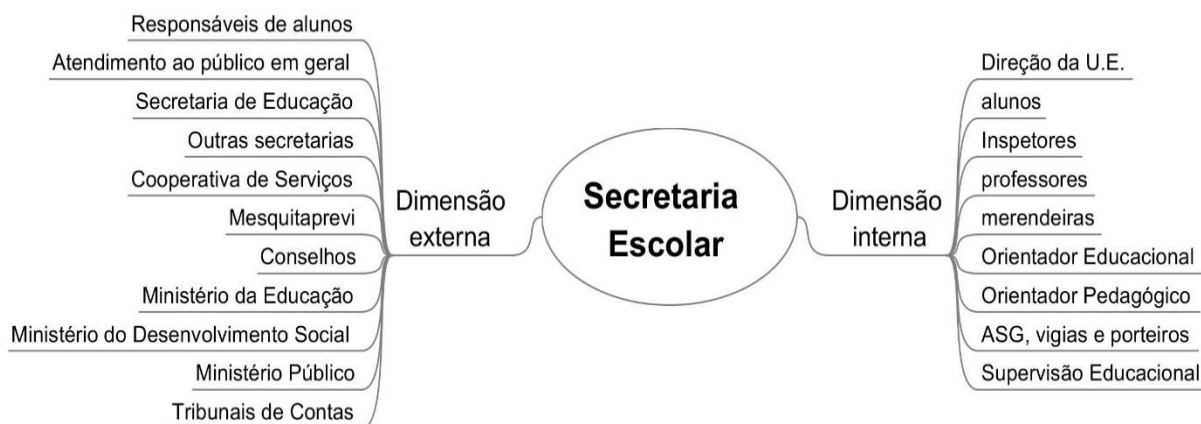 Responsáveis de alunos
Atendimento ao público em geral
Secretaria de Educação
Outras secretarias
Cooperativa de Serviços
Mesquitaprevi
Conselhos
Ministério da Educação
Ministério do Desenvolvimento Social
Ministério Público
Tribunais de Contas
Dimensão
externa
Secretaria
Escolar
Dimensão
interna
Direção da U.E.
alunos
Inspetores
professores
merendeiras
Orientador Educacional
Orientador Pedagógico
ASG, vigias e porteiros
Supervisão Educacional